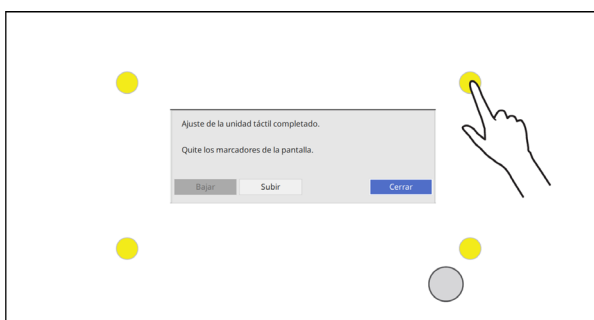 Ajuste de la unidad táctil completado.
Quite los marcadores de la pantalla.
Bajar
Subir
Cerrar